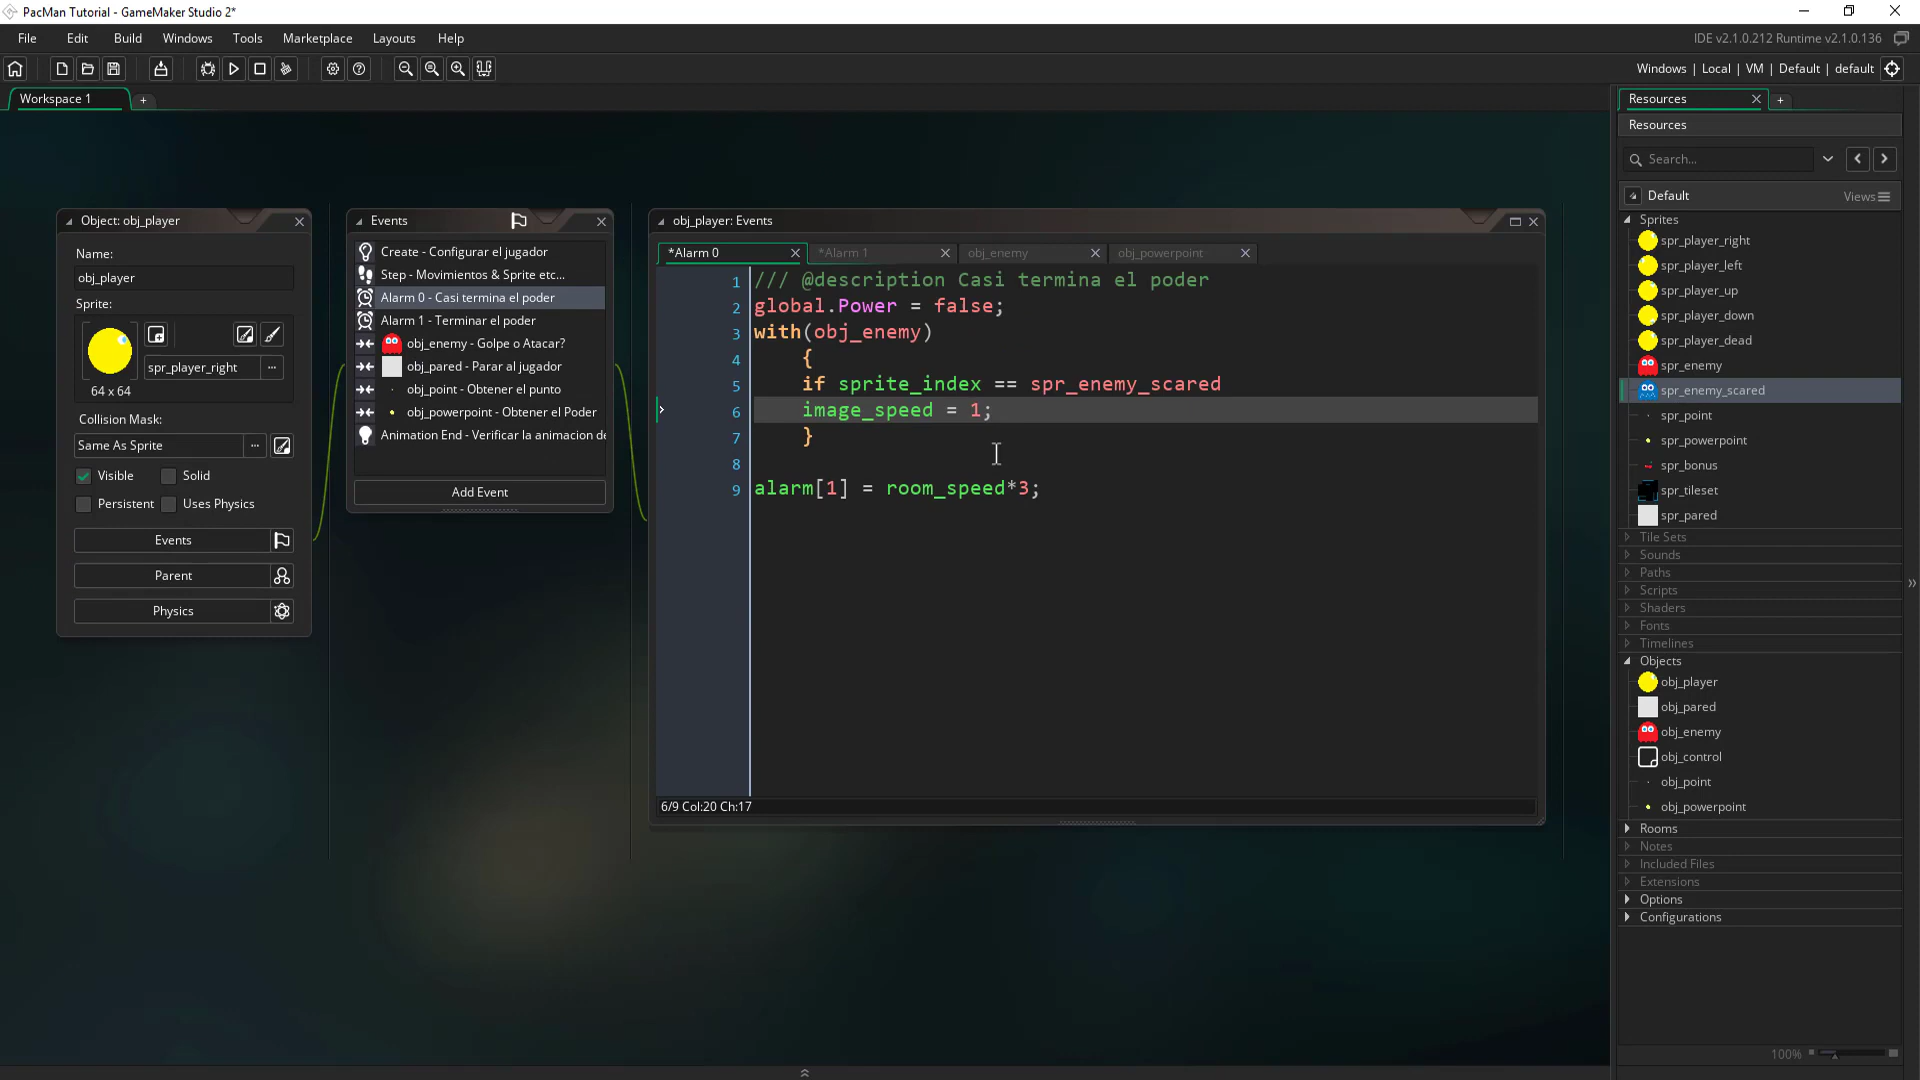 PacMan Tutorial - GameMaker Studio 2*
File Edit Build Windows Tools Marketplace Layouts Help
IDE v2.1.0.212 Runtime v2.1.0.136
Windows | Local | VM | Default | default
Workspace 1
+
Object: obj_player
Name:
obj_player
Sprite:
spr_player_right
64 x 64
Collision Mask:
Same As Sprite
Visible Solid
Persistent Uses Physics
Events
Parent
Physics
Events
Create - Configurar el jugador
Step - Movimientos & Sprite etc...
Alarm 0 - Casi termina el poder
Alarm 1 - Terminar el poder
obj_enemy - Golpe o Atacar?
obj_pared - Parar al jugador
obj_point - Obtener el punto
obj_powerpoint - Obtener el Poder
Animation End - Verificar la animacion de
Add Event
obj_player: Events
*Alarm 0 *Alarm 1 obj_enemy obj_powerpoint
1 /// @description Casi termina el poder
2 global.Power = false;
3 with(obj_enemy)
4 {
5 if sprite_index == spr_enemy_scared
6 image_speed = 1;
7 }
8
9 alarm[1] = room_speed*3;
6/9 Col:20 Ch:17
Resources
+
Resources
Search...
Default Views
Sprites
spr_player_right
spr_player_left
spr_player_up
spr_player_down
spr_player_dead
spr_enemy
spr_enemy_scared
spr_point
spr_powerpoint
spr_bonus
spr_tileset
spr_pared
Tile Sets
Sounds
Paths
Scripts
Shaders
Fonts
Timelines
Objects
obj_player
obj_pared
obj_enemy
obj_control
obj_point
obj_powerpoint
Rooms
Notes
Included Files
Extensions
Options
Configurations
100%